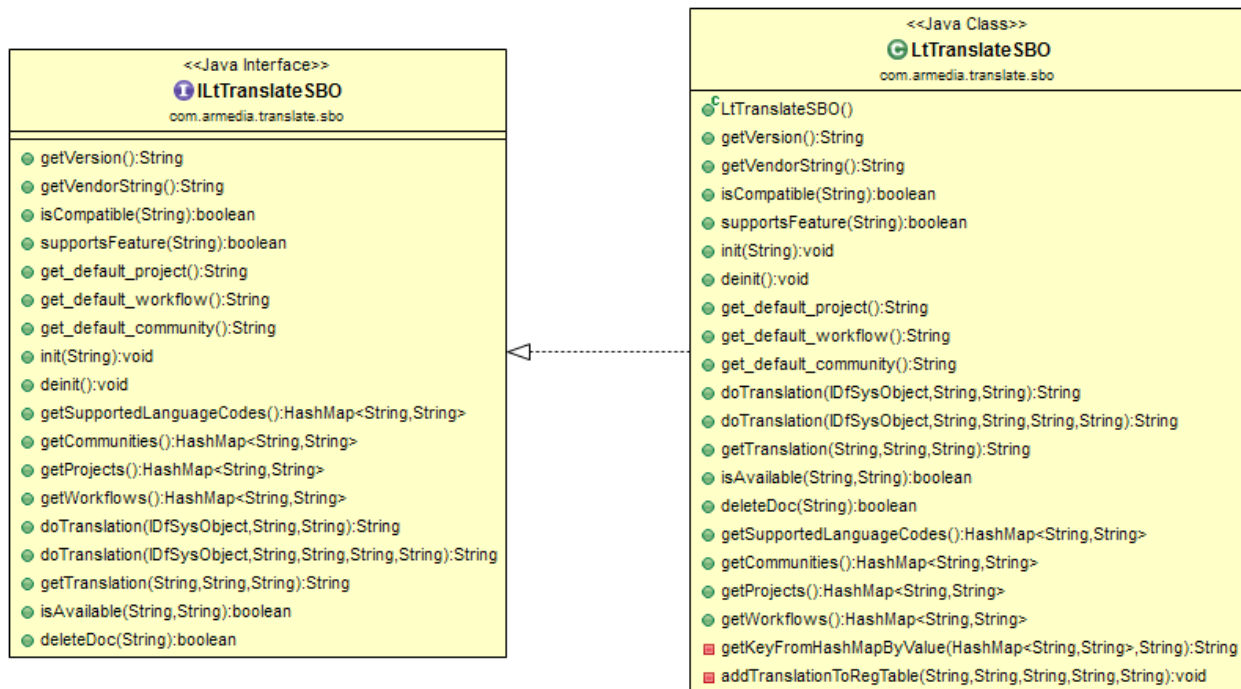 <<Java Interface>>
ILtTranslateSBO
com.armedia.translate.sbo
getVersion():String
getVendorString():String
isCompatible(String):boolean
supportsFeature(String):boolean
get_default_project():String
get_default_workflow():String
get_default_community():String
init(String):void
deinit():void
getSupportedLanguageCodes():HashMap<String,String>
getCommunities():HashMap<String,String>
getProjects():HashMap<String,String>
getWorkflows():HashMap<String,String>
doTranslation(IDfSysObject,String,String):String
doTranslation(IDfSysObject,String,String,String,String):String
getTranslation(String,String,String):String
isAvailable(String,String):boolean
deleteDoc(String):boolean
<<Java Class>>
LtTranslateSBO
com.armedia.translate.sbo
LtTranslateSBO()
getVersion():String
getVendorString():String
isCompatible(String):boolean
supportsFeature(String):boolean
init(String):void
deinit():void
get_default_project():String
get_default_workflow():String
get_default_community():String
doTranslation(IDfSysObject,String,String):String
doTranslation(IDfSysObject,String,String,String,String):String
getTranslation(String,String,String):String
isAvailable(String,String):boolean
deleteDoc(String):boolean
getSupportedLanguageCodes():HashMap<String,String>
getCommunities():HashMap<String,String>
getProjects():HashMap<String,String>
getWorkflows():HashMap<String,String>
getKeyFromHashMapByValue(HashMap<String,String>,String):String
addTranslationToRegTable(String,String,String,String,String):void